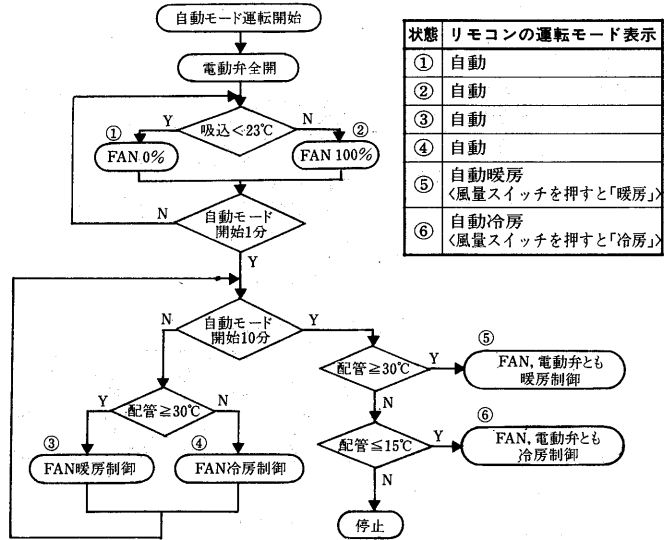 自動モード運転開始
電動弁全開
吸込<23℃
Y
N
①
②
FAN 0%
FAN 100%
自動モード
開始1分
N
Y
自動モード
開始10分
N
Y
配管≧30℃
Y
N
③
④
FAN暖房制御
FAN冷房制御
配管≧30℃
Y
N
⑤
FAN, 電動弁とも
暖房制御
配管≦15℃
Y
N
⑥
FAN, 電動弁とも
冷房制御
停止
状態 リモコンの運転モード表示
① 自動
② 自動
③ 自動
④ 自動
⑤ 自動暖房
〈風量スイッチを押すと「暖房」〉
⑥ 自動冷房
〈風量スイッチを押すと「冷房」〉